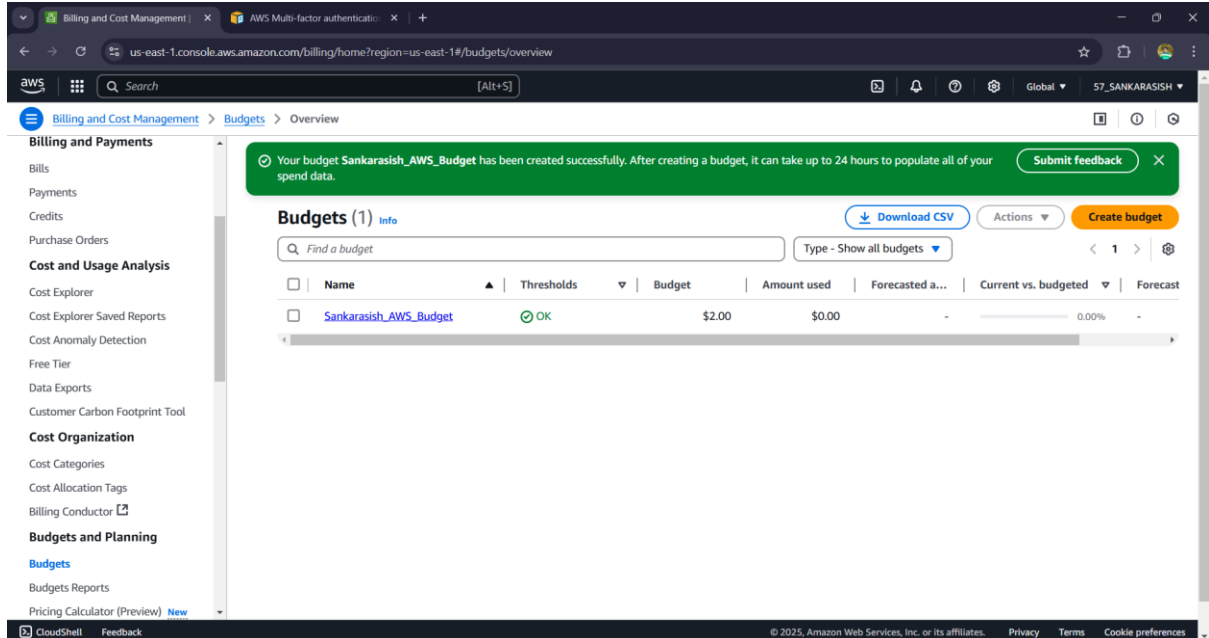 Billing and Cost Management |
AWS Multi-factor authenticatio
us-east-1.console.aws.amazon.com/billing/home?region=us-east-1#/budgets/overview
aws
Search
[Alt+S]
Global
57_SANKARASISH
Billing and Cost Management > Budgets > Overview
Billing and Payments
Bills
Payments
Credits
Purchase Orders
Cost and Usage Analysis
Cost Explorer
Cost Explorer Saved Reports
Cost Anomaly Detection
Free Tier
Data Exports
Customer Carbon Footprint Tool
Cost Organization
Cost Categories
Cost Allocation Tags
Billing Conductor
Budgets and Planning
Budgets
Budgets Reports
Pricing Calculator (Preview) New
Your budget Sankarasish_AWS_Budget has been created successfully. After creating a budget, it can take up to 24 hours to populate all of your
spend data.
Submit feedback
Budgets (1) Info
Download CSV
Actions
Create budget
Find a budget
Type - Show all budgets
< 1 >
Name Thresholds Budget Amount used Forecasted a... Current vs. budgeted Forecast
Sankarasish_AWS_Budget OK $2.00 $0.00 - 0.00% -
CloudShell Feedback
© 2025, Amazon Web Services, Inc. or its affiliates. Privacy Terms Cookie preferences